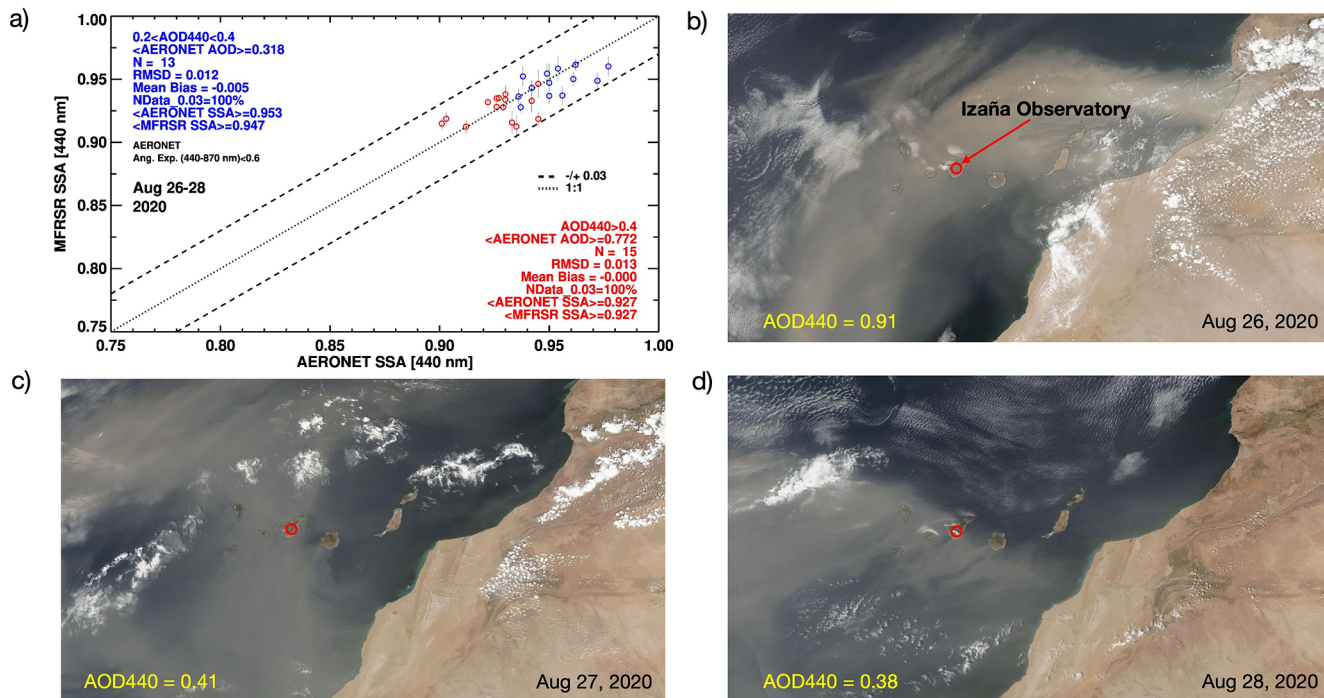 a)
1.00
0.95
0.90
0.85
0.80
0.75
MFRSR SSA [440 nm]
0.2<AOD440<0.4
<AERONET AOD>=0.318
N = 13
RMSD = 0.012
Mean Bias = -0.005
NData_0.03=100%
<AERONET SSA>=0.953
<MFRSR SSA>=0.947
AERONET
Ang. Exp. (440-870 nm)<0.6
Aug 26-28
2020
-/+ 0.03
1:1
AOD440>0.4
<AERONET AOD>=0.772
N = 15
RMSD = 0.013
Mean Bias = -0.000
NData_0.03=100%
<AERONET SSA>=0.927
<MFRSR SSA>=0.927
0.75 0.80 0.85 0.90 0.95 1.00
AERONET SSA [440 nm]
b)
Izaña Observatory
AOD440 = 0.91
Aug 26, 2020
c)
AOD440 = 0.41
Aug 27, 2020
d)
AOD440 = 0.38
Aug 28, 2020